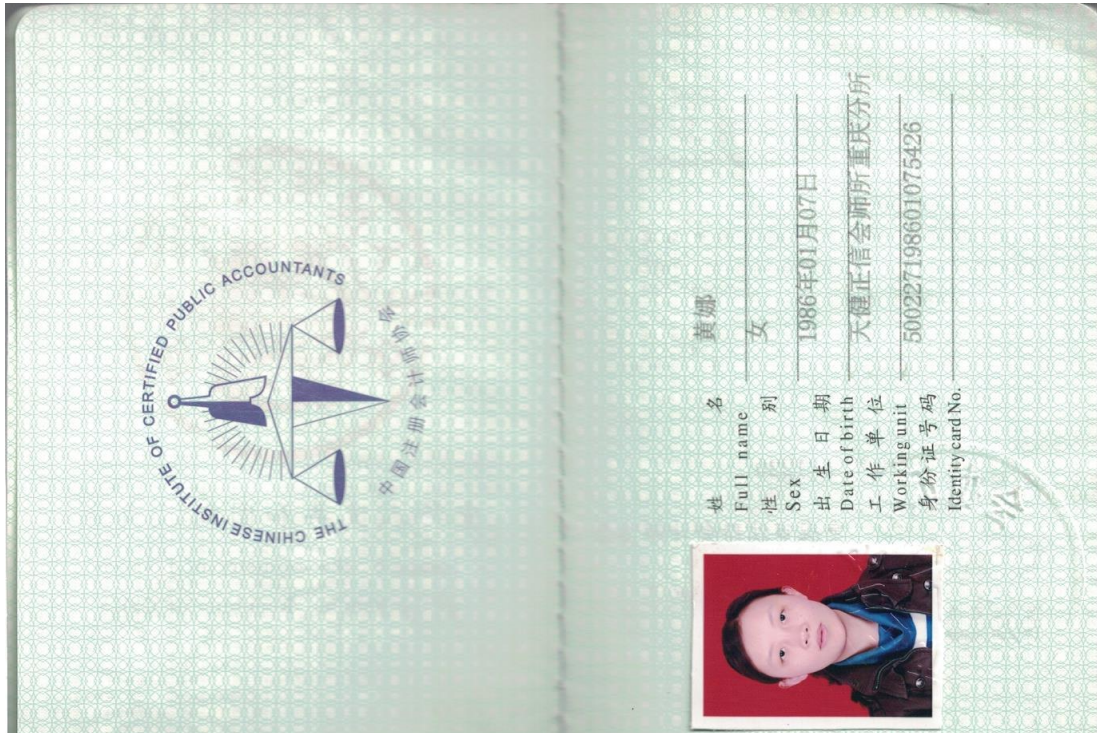 THE CHINESE INSTITUTE OF CERTIFIED PUBLIC ACCOUNTANTS
中国注册会计师协会
姓名 黄娜
Full name
性别 女
Sex
出生日期 1986年01月07日
Date of birth
工作单位 天健正信会师所重庆分所
Working unit
身份证号码 500227198601075426
Identity card No.